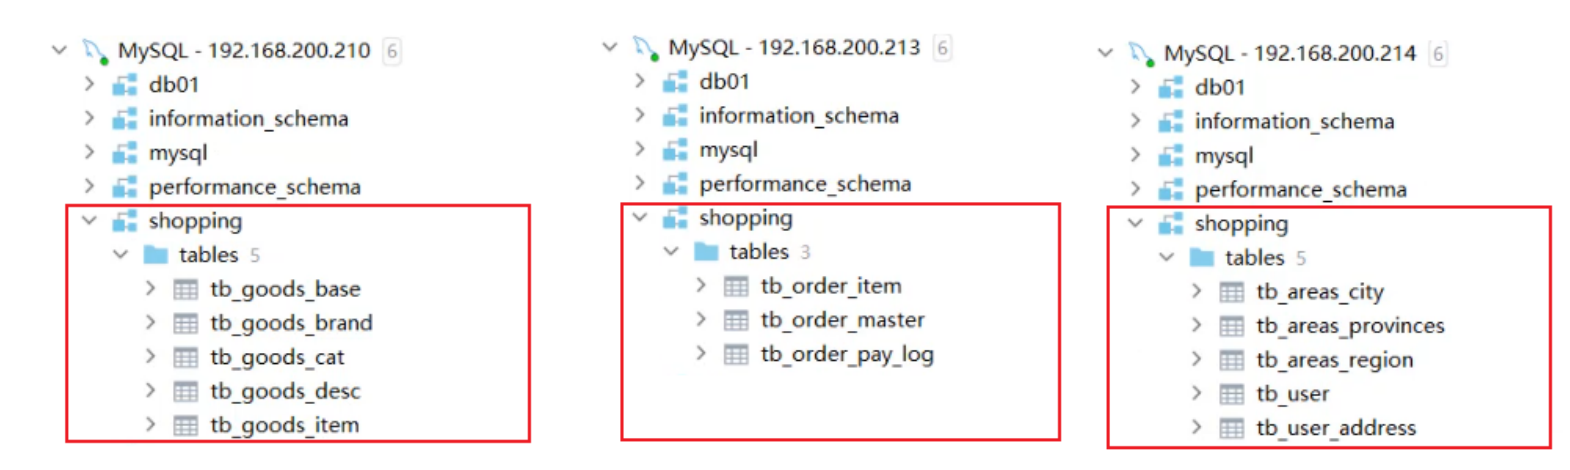 MySQL - 192.168.200.210 6
db01
information_schema
mysql
performance_schema
shopping
tables 5
tb_goods_base
tb_goods_brand
tb_goods_cat
tb_goods_desc
tb_goods_item
MySQL - 192.168.200.213 6
db01
information_schema
mysql
performance_schema
shopping
tables 3
tb_order_item
tb_order_master
tb_order_pay_log
MySQL - 192.168.200.214 6
db01
information_schema
mysql
performance_schema
shopping
tables 5
tb_areas_city
tb_areas_provinces
tb_areas_region
tb_user
tb_user_address